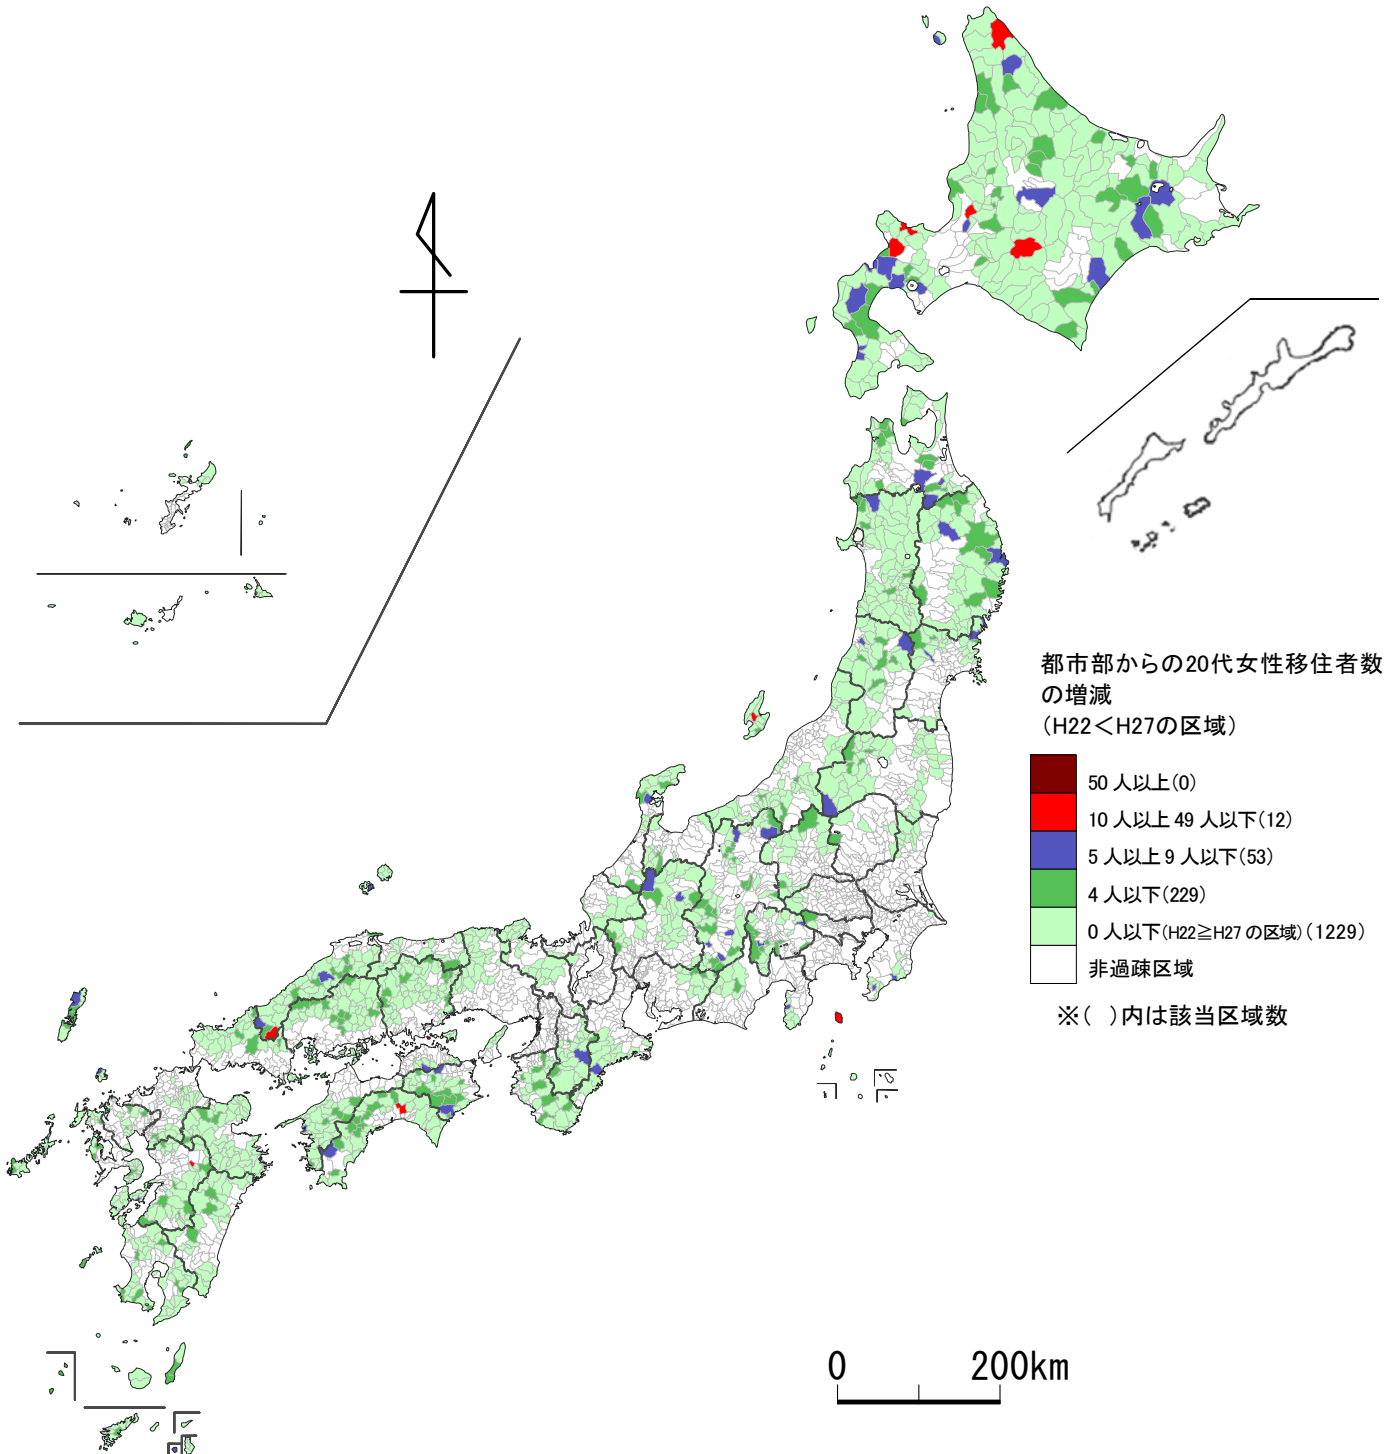 都市部からの20代女性移住者数
の増減
(H22＜H27の区域)
50 人以上(0)
10 人以上 49 人以下(12)
5 人以上 9 人以下(53)
4 人以下(229)
0 人以下(H22≧H27 の区域)(1229)
非過疎区域
※( )内は該当区域数
0 200km